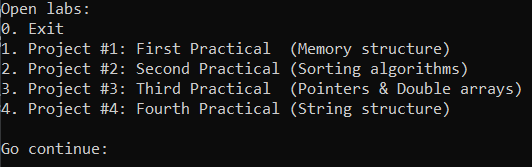 Open labs:
0. Exit
1. Project #1: First Practical  (Memory structure)
2. Project #2: Second Practical (Sorting algorithms)
3. Project #3: Third Practical  (Pointers & Double arrays)
4. Project #4: Fourth Practical (String structure)
Go continue: